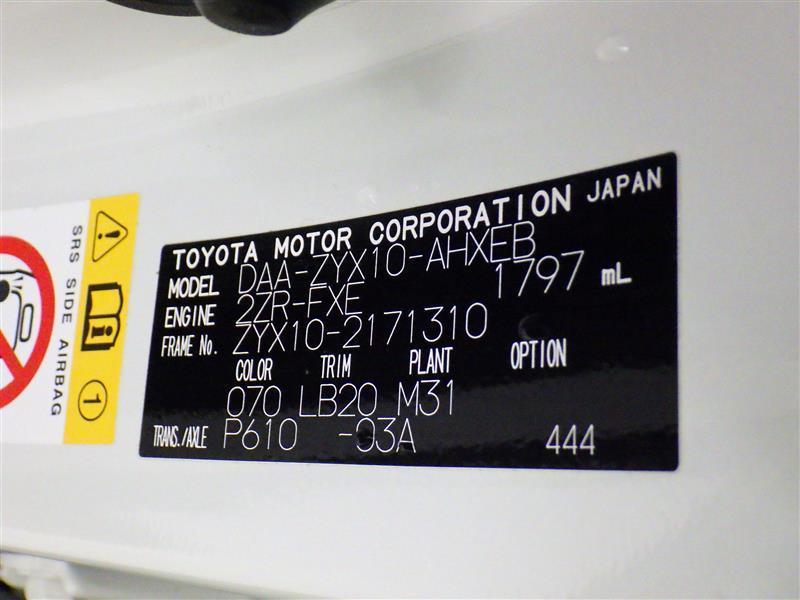 TOYOTA MOTOR CORPORATION JAPAN
MODEL DAA-ZYX10-AHXEB
ENGINE 2ZR-FXE 1797 mL
FRAME No. ZYX10-2171310
COLOR TRIM PLANT OPTION
070 LB20 M31
TRANS./AXLE P610 -03A 444
SRS SIDE AIRBAG
1